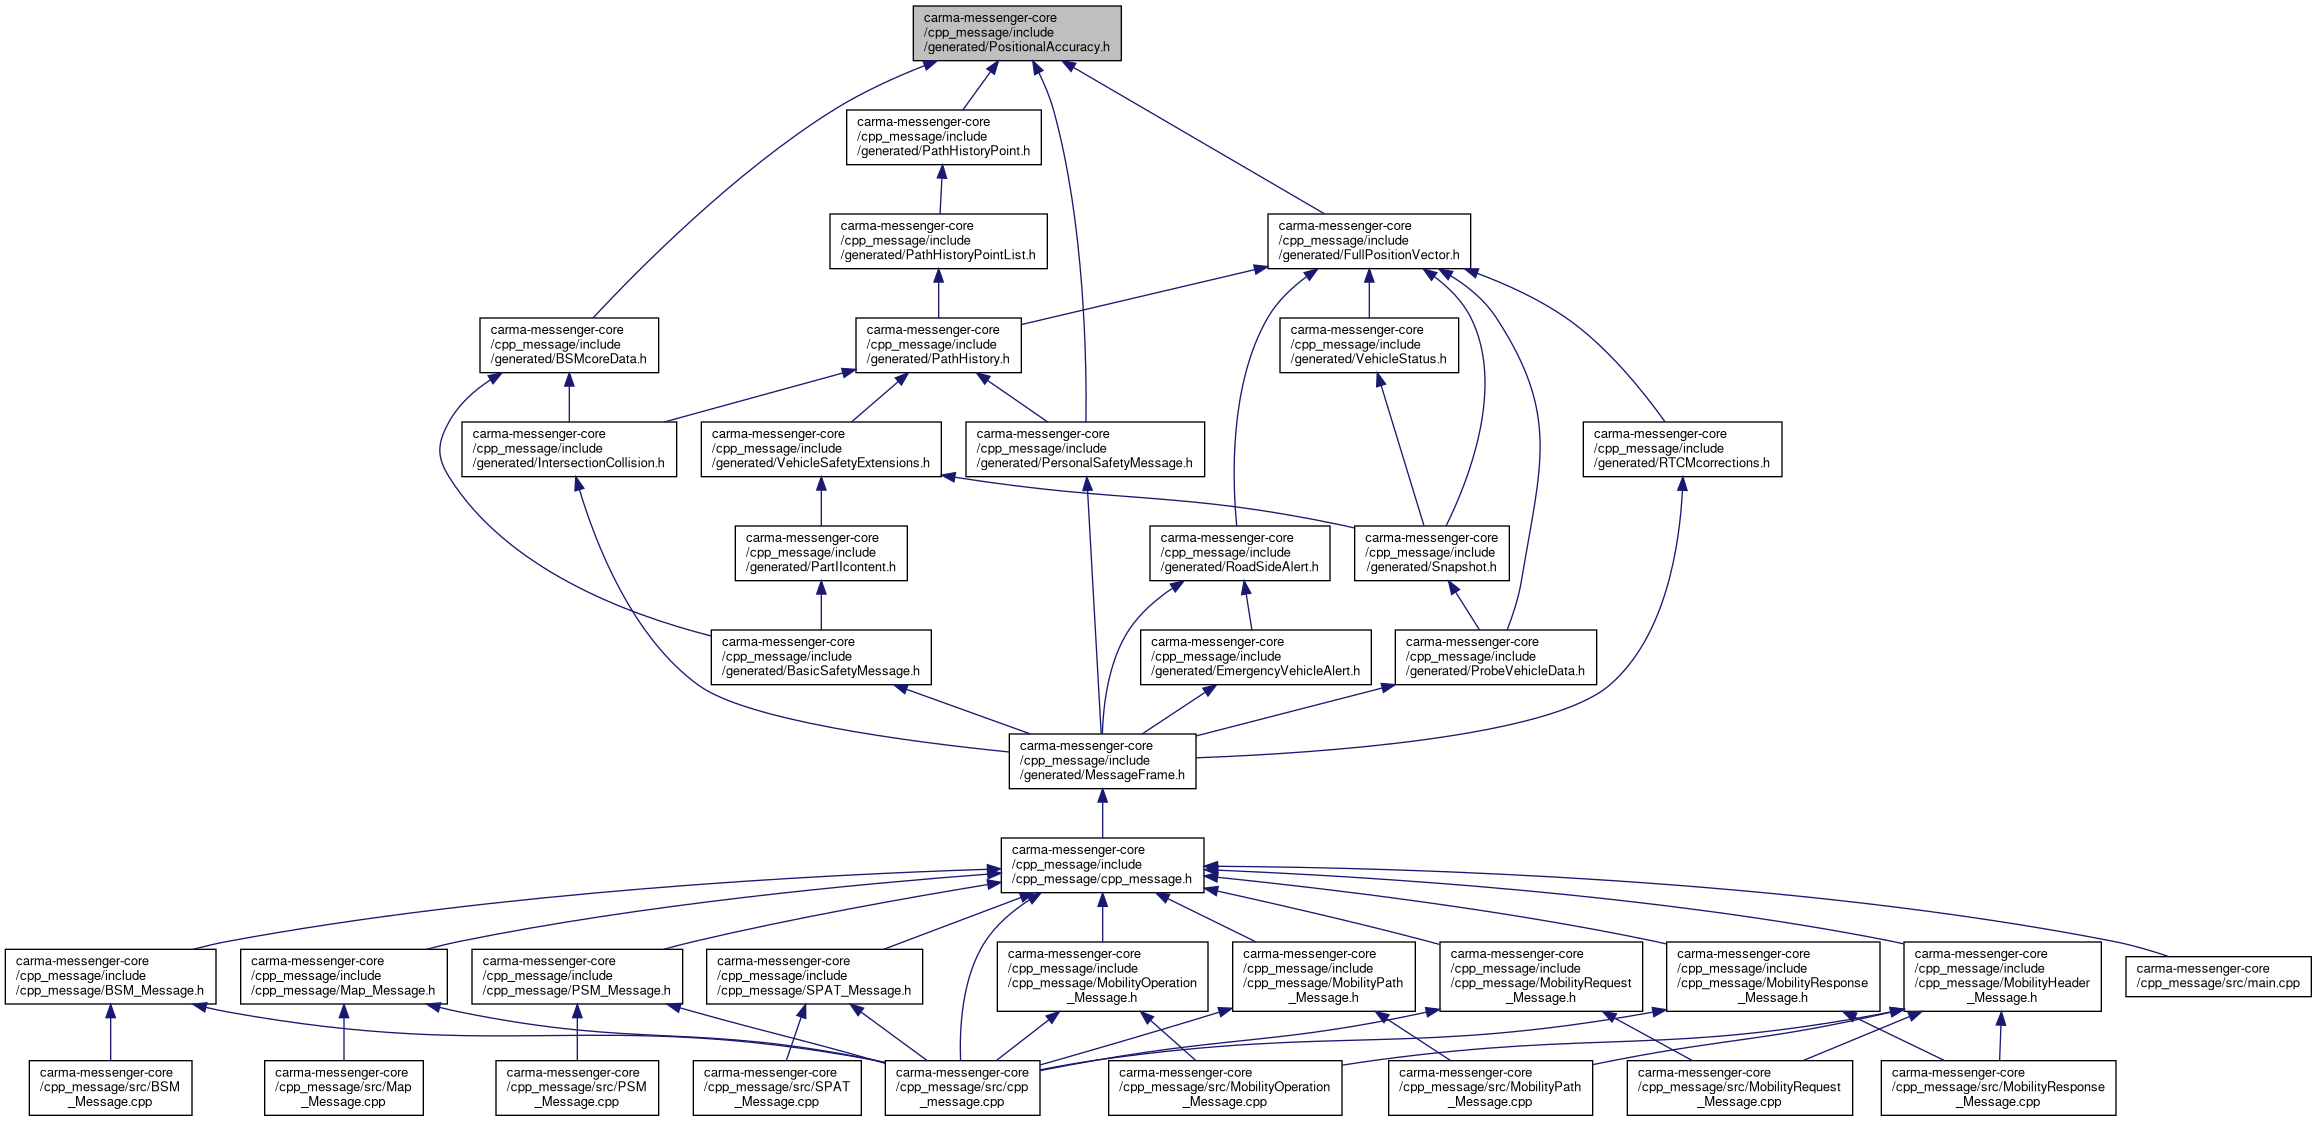 carma-messenger-core
/cpp_message/include
/generated/PositionalAccuracy.h
carma-messenger-core
/cpp_message/include
/generated/PathHistoryPoint.h
carma-messenger-core
/cpp_message/include
/generated/PathHistoryPointList.h
carma-messenger-core
/cpp_message/include
/generated/FullPositionVector.h
carma-messenger-core
/cpp_message/include
/generated/BSMcoreData.h
carma-messenger-core
/cpp_message/include
/generated/PathHistory.h
carma-messenger-core
/cpp_message/include
/generated/VehicleStatus.h
carma-messenger-core
/cpp_message/include
/generated/IntersectionCollision.h
carma-messenger-core
/cpp_message/include
/generated/VehicleSafetyExtensions.h
carma-messenger-core
/cpp_message/include
/generated/PersonalSafetyMessage.h
carma-messenger-core
/cpp_message/include
/generated/RTCMcorrections.h
carma-messenger-core
/cpp_message/include
/generated/PartIIcontent.h
carma-messenger-core
/cpp_message/include
/generated/RoadSideAlert.h
carma-messenger-core
/cpp_message/include
/generated/Snapshot.h
carma-messenger-core
/cpp_message/include
/generated/BasicSafetyMessage.h
carma-messenger-core
/cpp_message/include
/generated/EmergencyVehicleAlert.h
carma-messenger-core
/cpp_message/include
/generated/ProbeVehicleData.h
carma-messenger-core
/cpp_message/include
/generated/MessageFrame.h
carma-messenger-core
/cpp_message/include
/cpp_message/cpp_message.h
carma-messenger-core
/cpp_message/include
/cpp_message/BSM_Message.h
carma-messenger-core
/cpp_message/include
/cpp_message/Map_Message.h
carma-messenger-core
/cpp_message/include
/cpp_message/PSM_Message.h
carma-messenger-core
/cpp_message/include
/cpp_message/SPAT_Message.h
carma-messenger-core
/cpp_message/include
/cpp_message/MobilityOperation
_Message.h
carma-messenger-core
/cpp_message/include
/cpp_message/MobilityPath
_Message.h
carma-messenger-core
/cpp_message/include
/cpp_message/MobilityRequest
_Message.h
carma-messenger-core
/cpp_message/include
/cpp_message/MobilityResponse
_Message.h
carma-messenger-core
/cpp_message/include
/cpp_message/MobilityHeader
_Message.h
carma-messenger-core
/cpp_message/src/main.cpp
carma-messenger-core
/cpp_message/src/BSM
_Message.cpp
carma-messenger-core
/cpp_message/src/Map
_Message.cpp
carma-messenger-core
/cpp_message/src/PSM
_Message.cpp
carma-messenger-core
/cpp_message/src/SPAT
_Message.cpp
carma-messenger-core
/cpp_message/src/cpp
_message.cpp
carma-messenger-core
/cpp_message/src/MobilityOperation
_Message.cpp
carma-messenger-core
/cpp_message/src/MobilityPath
_Message.cpp
carma-messenger-core
/cpp_message/src/MobilityRequest
_Message.cpp
carma-messenger-core
/cpp_message/src/MobilityResponse
_Message.cpp